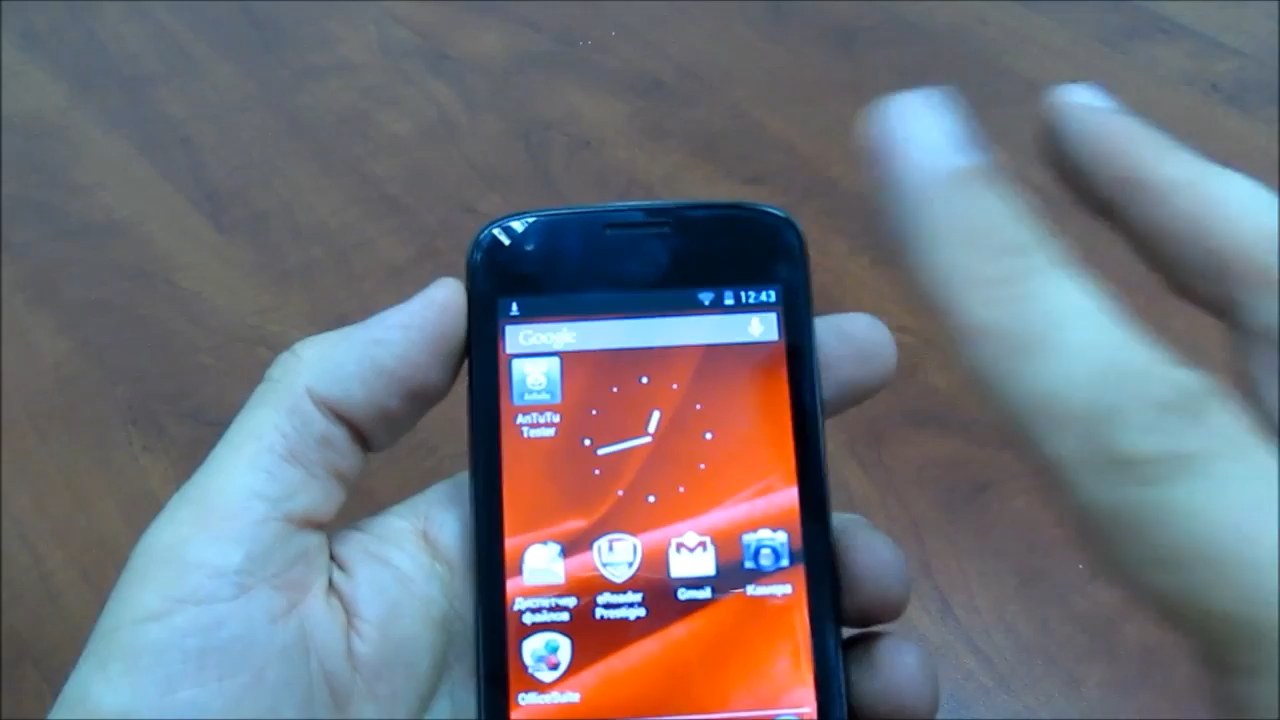 12:43
Google
AnTuTu
Tester
Диспетчер
файлов
eReader
Prestigio
Gmail
Камера
OfficeSuite